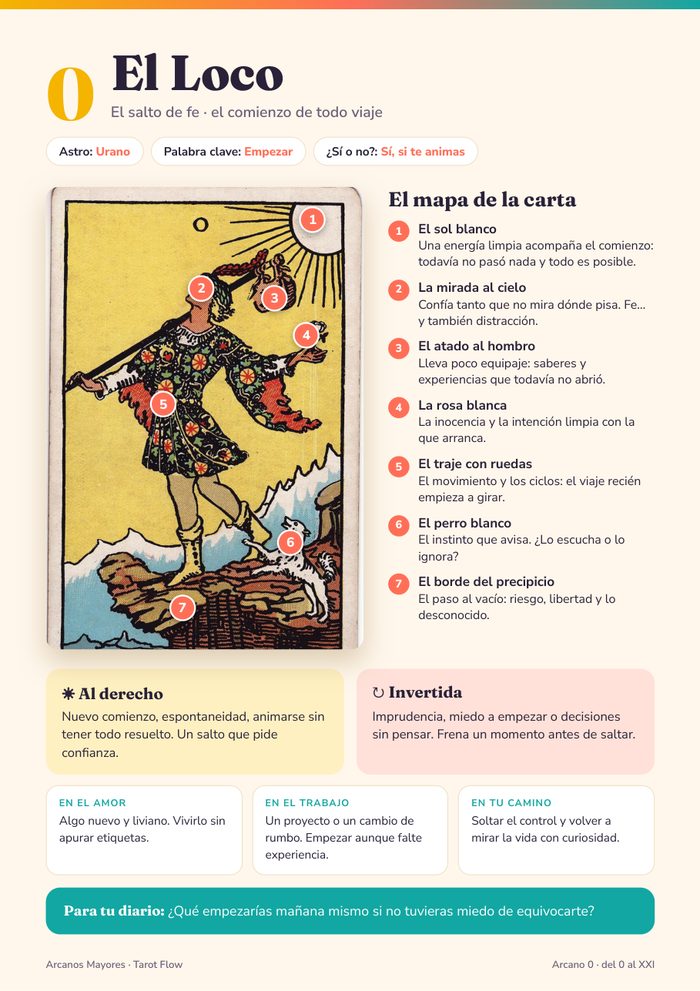 0
El Loco
El salto de fe · el comienzo de todo viaje
Astro: Urano
Palabra clave: Empezar
¿Sí o no?: Sí, si te animas
0
1
2
3
4
5
6
7
El mapa de la carta
1 El sol blanco
Una energía limpia acompaña el comienzo:
todavía no pasó nada y todo es posible.
2 La mirada al cielo
Confía tanto que no mira dónde pisa. Fe...
y también distracción.
3 El atado al hombro
Lleva poco equipaje: saberes y
experiencias que todavía no abrió.
4 La rosa blanca
La inocencia y la intención limpia con la
que arranca.
5 El traje con ruedas
El movimiento y los ciclos: el viaje recién
empieza a girar.
6 El perro blanco
El instinto que avisa. ¿Lo escucha o lo
ignora?
7 El borde del precipicio
El paso al vacío: riesgo, libertad y lo
desconocido.
☀ Al derecho
Nuevo comienzo, espontaneidad, animarse sin
tener todo resuelto. Un salto que pide
confianza.
↻ Invertida
Imprudencia, miedo a empezar o decisiones
sin pensar. Frena un momento antes de saltar.
EN EL AMOR
Algo nuevo y liviano. Vivirlo sin
apurar etiquetas.
EN EL TRABAJO
Un proyecto o un cambio de
rumbo. Empezar aunque falte
experiencia.
EN TU CAMINO
Soltar el control y volver a
mirar la vida con curiosidad.
Para tu diario: ¿Qué empezarías mañana mismo si no tuvieras miedo de equivocarte?
Arcanos Mayores · Tarot Flow
Arcano 0 · del 0 al XXI